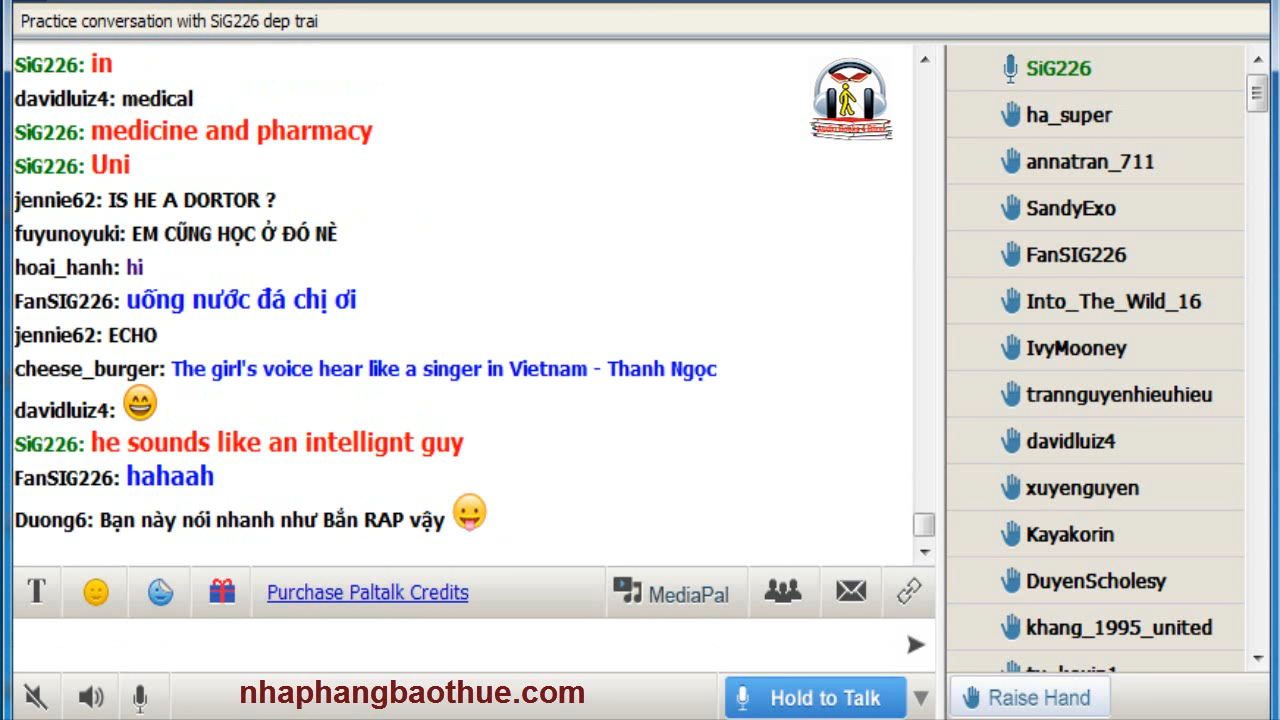 Practice conversation with SiG226 dep trai
SiG226: in
davidluiz4: medical
SiG226: medicine and pharmacy
SiG226: Uni
jennie62: IS HE A DORTOR ?
fuyunoyuki: EM CŨNG HỌC Ở ĐÓ NÈ
hoai_hanh: hi
FanSIG226: uống nước đá chị ơi
jennie62: ECHO
cheese_burger: The girl's voice hear like a singer in Vietnam - Thanh Ngọc
davidluiz4:
SiG226: he sounds like an intellignt guy
FanSIG226: hahaah
Duong6: Bạn này nói nhanh như Bắn RAP vậy
T
Purchase Paltalk Credits
MediaPal
nhaphangbaothue.com
Hold to Talk
SiG226
ha_super
annatran_711
SandyExo
FanSIG226
Into_The_Wild_16
IvyMooney
trannguyenhieuhieu
davidluiz4
xuyenguyen
Kayakorin
DuyenScholesy
khang_1995_united
Raise Hand